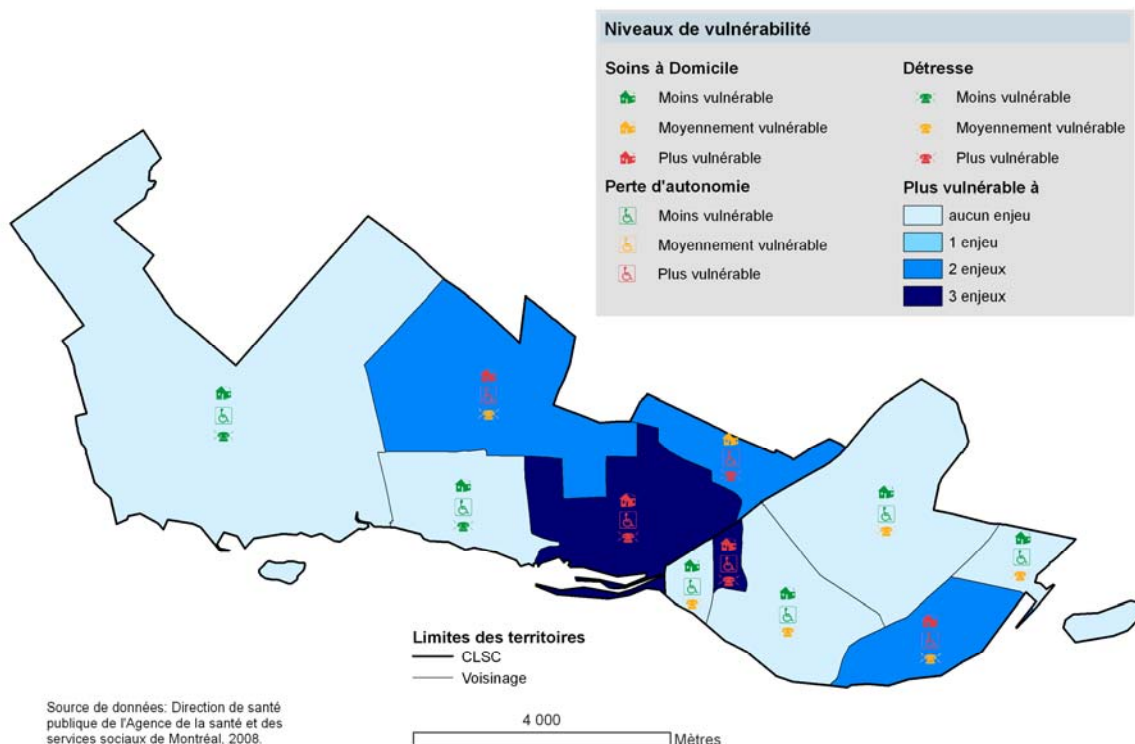 Niveaux de vulnérabilité
Soins à Domicile
Moins vulnérable
Moyennement vulnérable
Plus vulnérable
Perte d'autonomie
Moins vulnérable
Moyennement vulnérable
Plus vulnérable
Détresse
Moins vulnérable
Moyennement vulnérable
Plus vulnérable
Plus vulnérable à
aucun enjeu
1 enjeu
2 enjeux
3 enjeux
Limites des territoires
CLSC
Voisinage
Source de données: Direction de santé
publique de l'Agence de la santé et des
services sociaux de Montréal, 2008.
4 000
Mètres